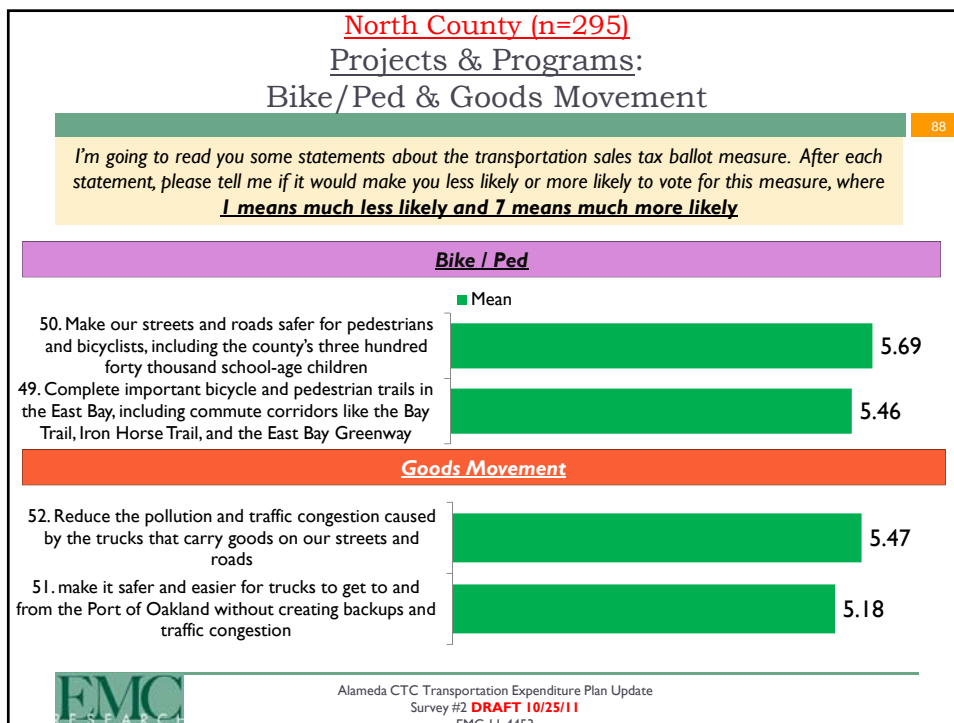 North County (n=295)
Projects & Programs:
Bike/Ped & Goods Movement
88
I'm going to read you some statements about the transportation sales tax ballot measure. After each
statement, please tell me if it would make you less likely or more likely to vote for this measure, where
1 means much less likely and 7 means much more likely
Bike / Ped
Mean
50. Make our streets and roads safer for pedestrians
and bicyclists, including the county's three hundred
forty thousand school-age children
5.69
49. Complete important bicycle and pedestrian trails in
the East Bay, including commute corridors like the Bay
Trail, Iron Horse Trail, and the East Bay Greenway
5.46
Goods Movement
52. Reduce the pollution and traffic congestion caused
by the trucks that carry goods on our streets and
roads
5.47
51. make it safer and easier for trucks to get to and
from the Port of Oakland without creating backups and
traffic congestion
5.18
EMC
RESEARCH
Alameda CTC Transportation Expenditure Plan Update
Survey #2 DRAFT 10/25/11